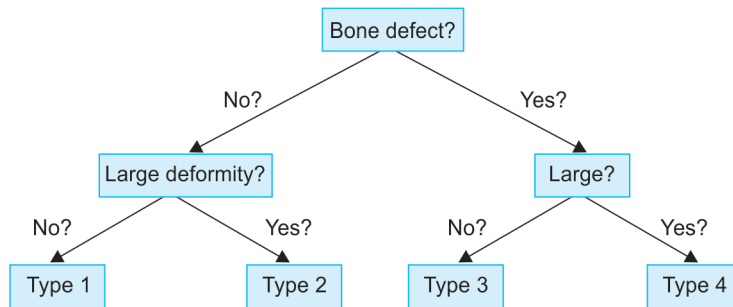 Bone defect?
No?
Yes?
Large deformity?
Large?
No?
Yes?
No?
Yes?
Type 1
Type 2
Type 3
Type 4